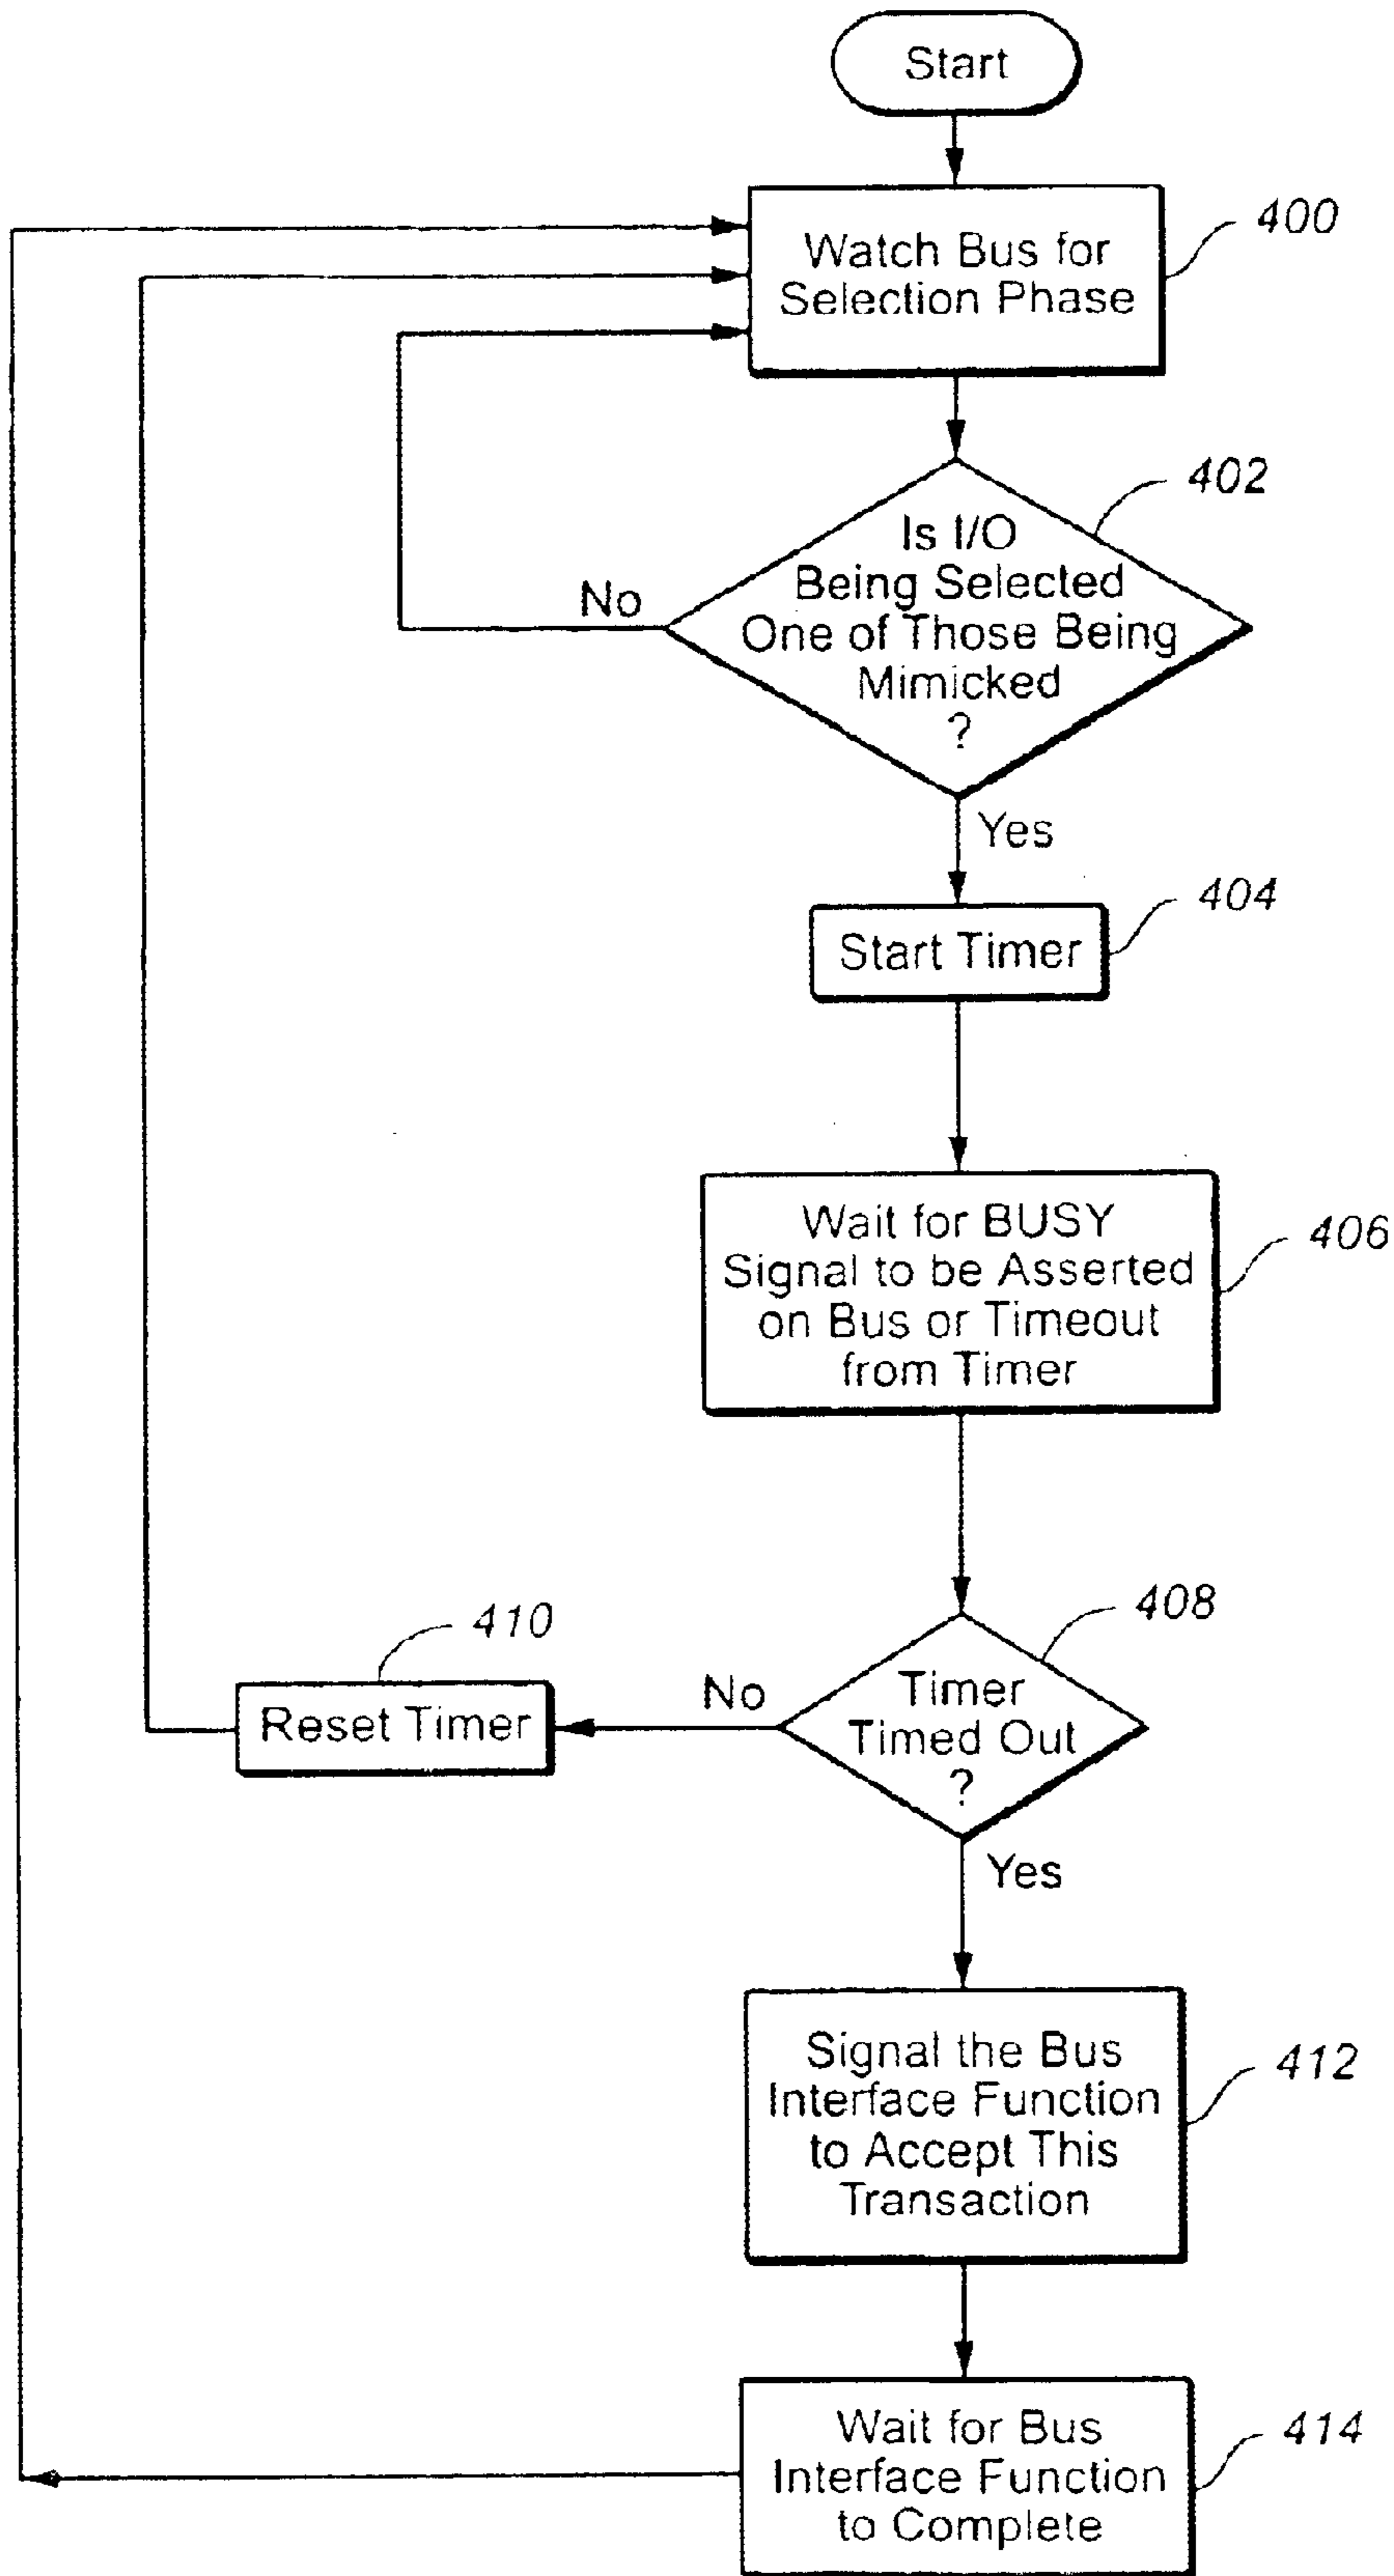 Start
Watch Bus for
Selection Phase
400
402
Is I/O
Being Selected
One of Those Being
Mimicked
?
No
Yes
404
Start Timer
Wait for BUSY
Signal to be Asserted
on Bus or Timeout
from Timer
406
408
Timer
Timed Out
?
No
410
Reset Timer
Yes
Signal the Bus
Interface Function
to Accept This
Transaction
412
Wait for Bus
Interface Function
to Complete
414